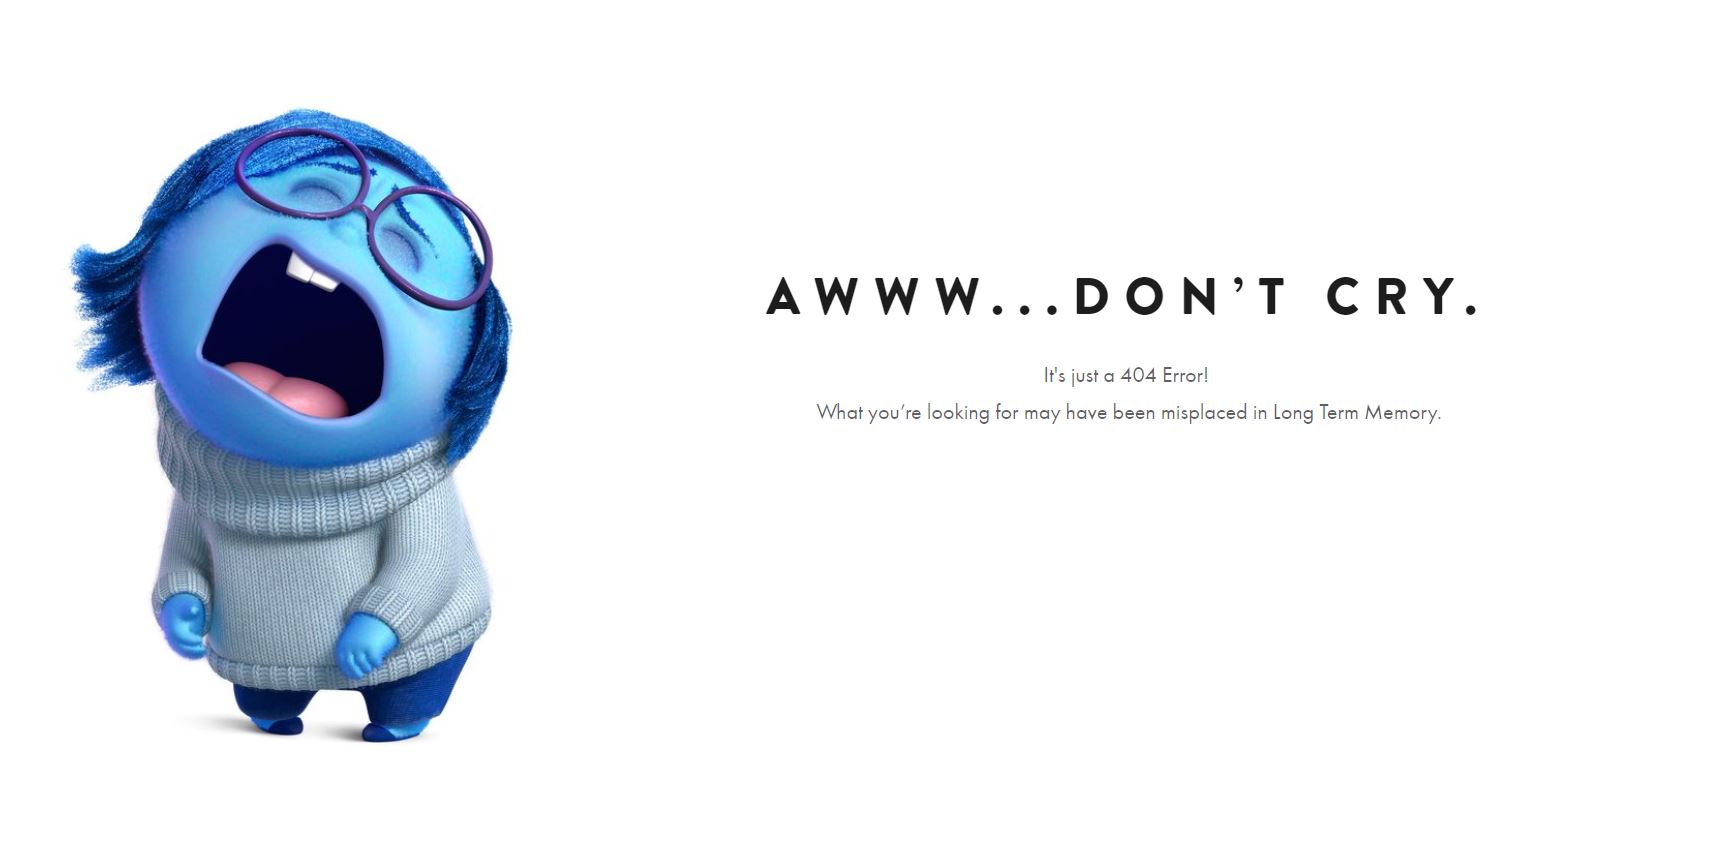 AWWW...DON’T CRY.
It's just a 404 Error!
What you’re looking for may have been misplaced in Long Term Memory.